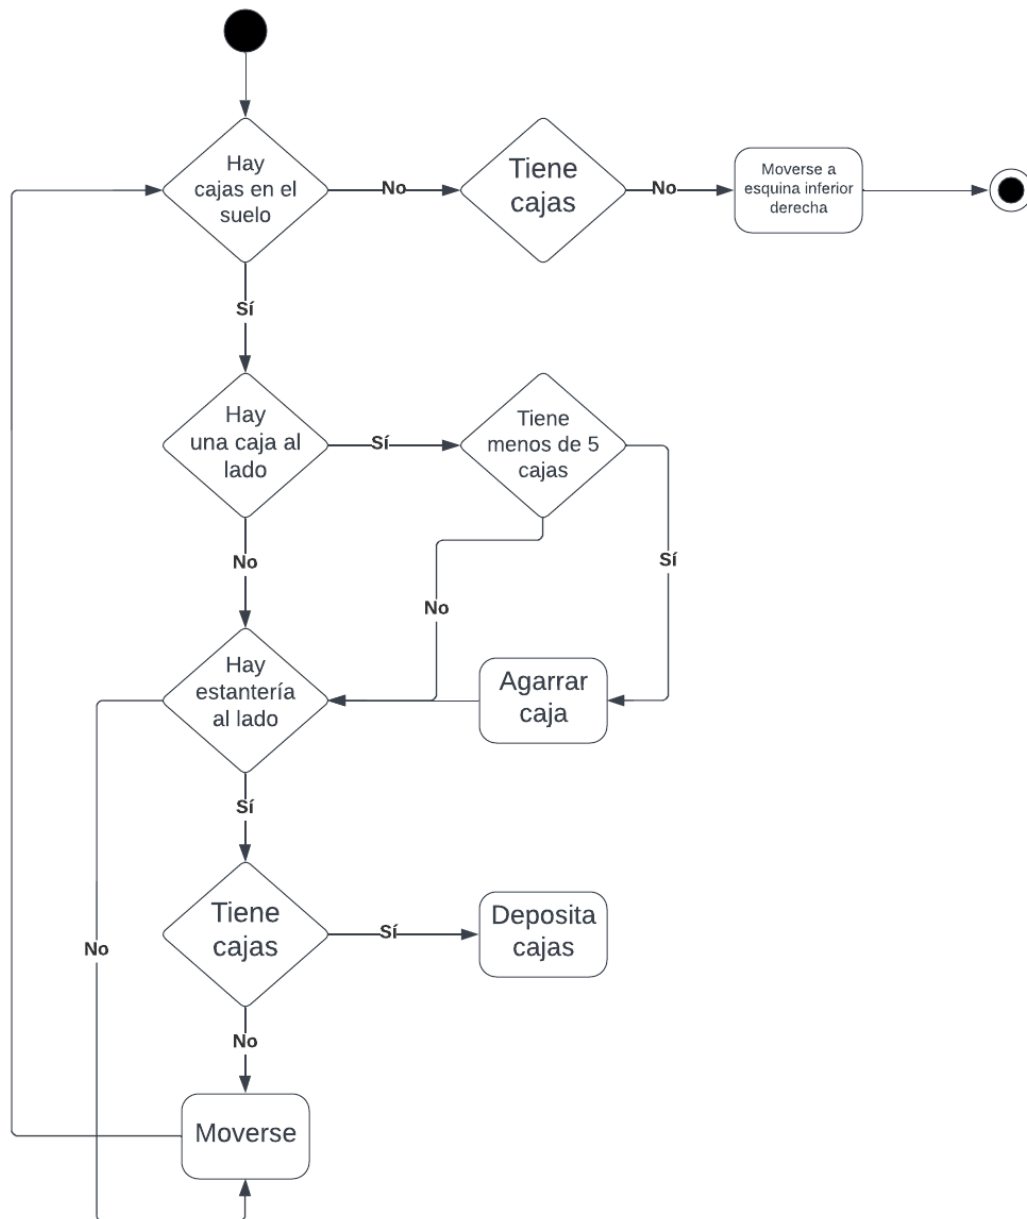 Hay
cajas en el
suelo
No
Tiene
cajas
No
Moverse a
esquina inferior
derecha
Sí
Hay
una caja al
lado
Sí
Tiene
menos de 5
cajas
No
No
Sí
Hay
estantería
al lado
Agarrar
caja
Sí
Tiene
cajas
Sí
Deposita
cajas
No
No
Moverse